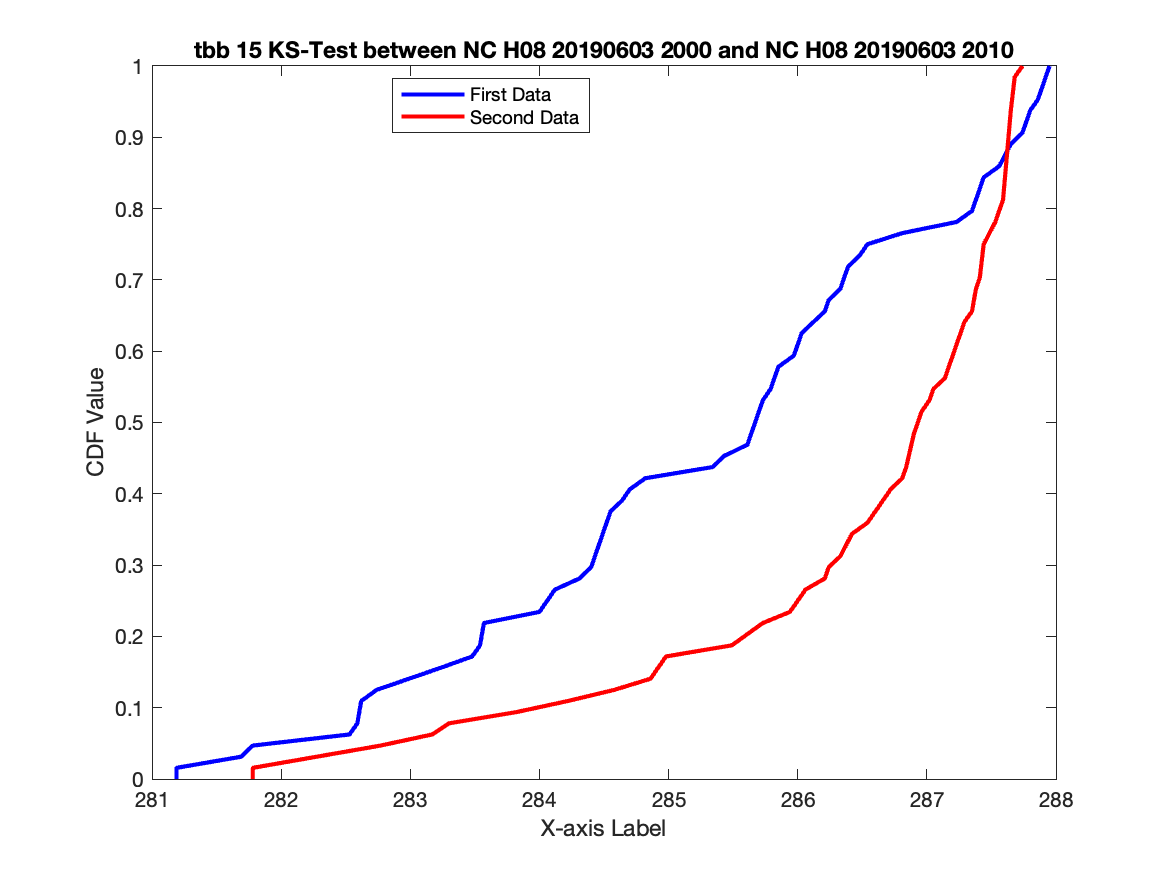 tbb 15 KS-Test between NC H08 20190603 2000 and NC H08 20190603 2010
First Data
Second Data
1
0.9
0.8
0.7
0.6
0.5
0.4
0.3
0.2
0.1
0
CDF Value
281 282 283 284 285 286 287 288
X-axis Label